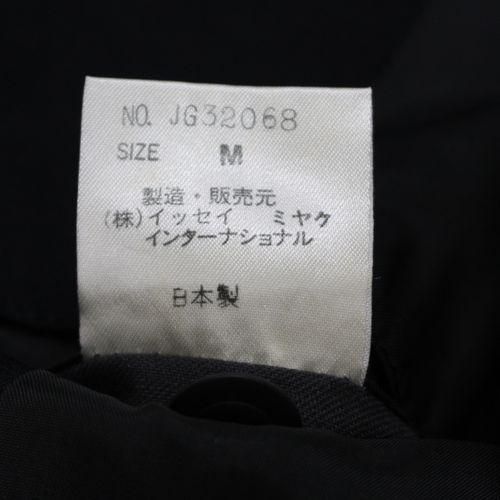 NO. JG32068
SIZE M
製造・販売元
(株)イッセイ ミヤケ
インターナショナル
日本製